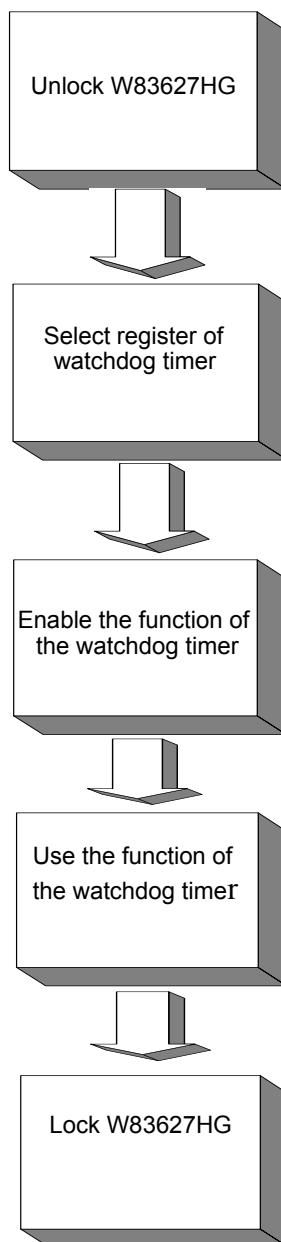 Unlock W83627HG
Select register of
watchdog timer
Enable the function of
the watchdog timer
Use the function of
the watchdog timer
Lock W83627HG